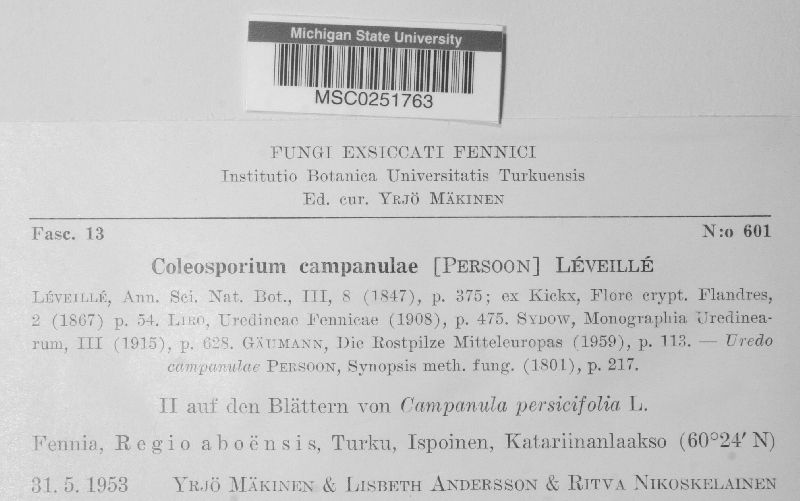 Michigan State University
MSC0251763
FUNGI EXSICCATI FENNICI
Institutio Botanica Universitatis Turkuensis
Ed. cur. YRJÖ MÄKINEN
Fasc. 13 N:o 601
Coleosporium campanulae [PERSOON] LÉVEILLÉ
LÉVEILLÉ, Ann. Sci. Nat. Bot., III, 8 (1847), p. 375; ex Kickx, Flore crypt. Flandres,
2 (1867) p. 54. LIRO, Uredineae Fennicae (1908), p. 475. SYDOW, Monographia Uredinea-
rum, III (1915), p. 628. GÄUMANN, Die Rostpilze Mitteleuropas (1959), p. 113. — Uredo
campanulae PERSOON, Synopsis meth. fung. (1801), p. 217.
II auf den Blättern von Campanula persicifolia L.
Fennia, Regio aboënsis, Turku, Ispoinen, Katariinanlaakso (60°24′ N)
31. 5. 1953 YRJÖ MÄKINEN & LISBETH ANDERSSON & RITVA NIKOSKELAINEN